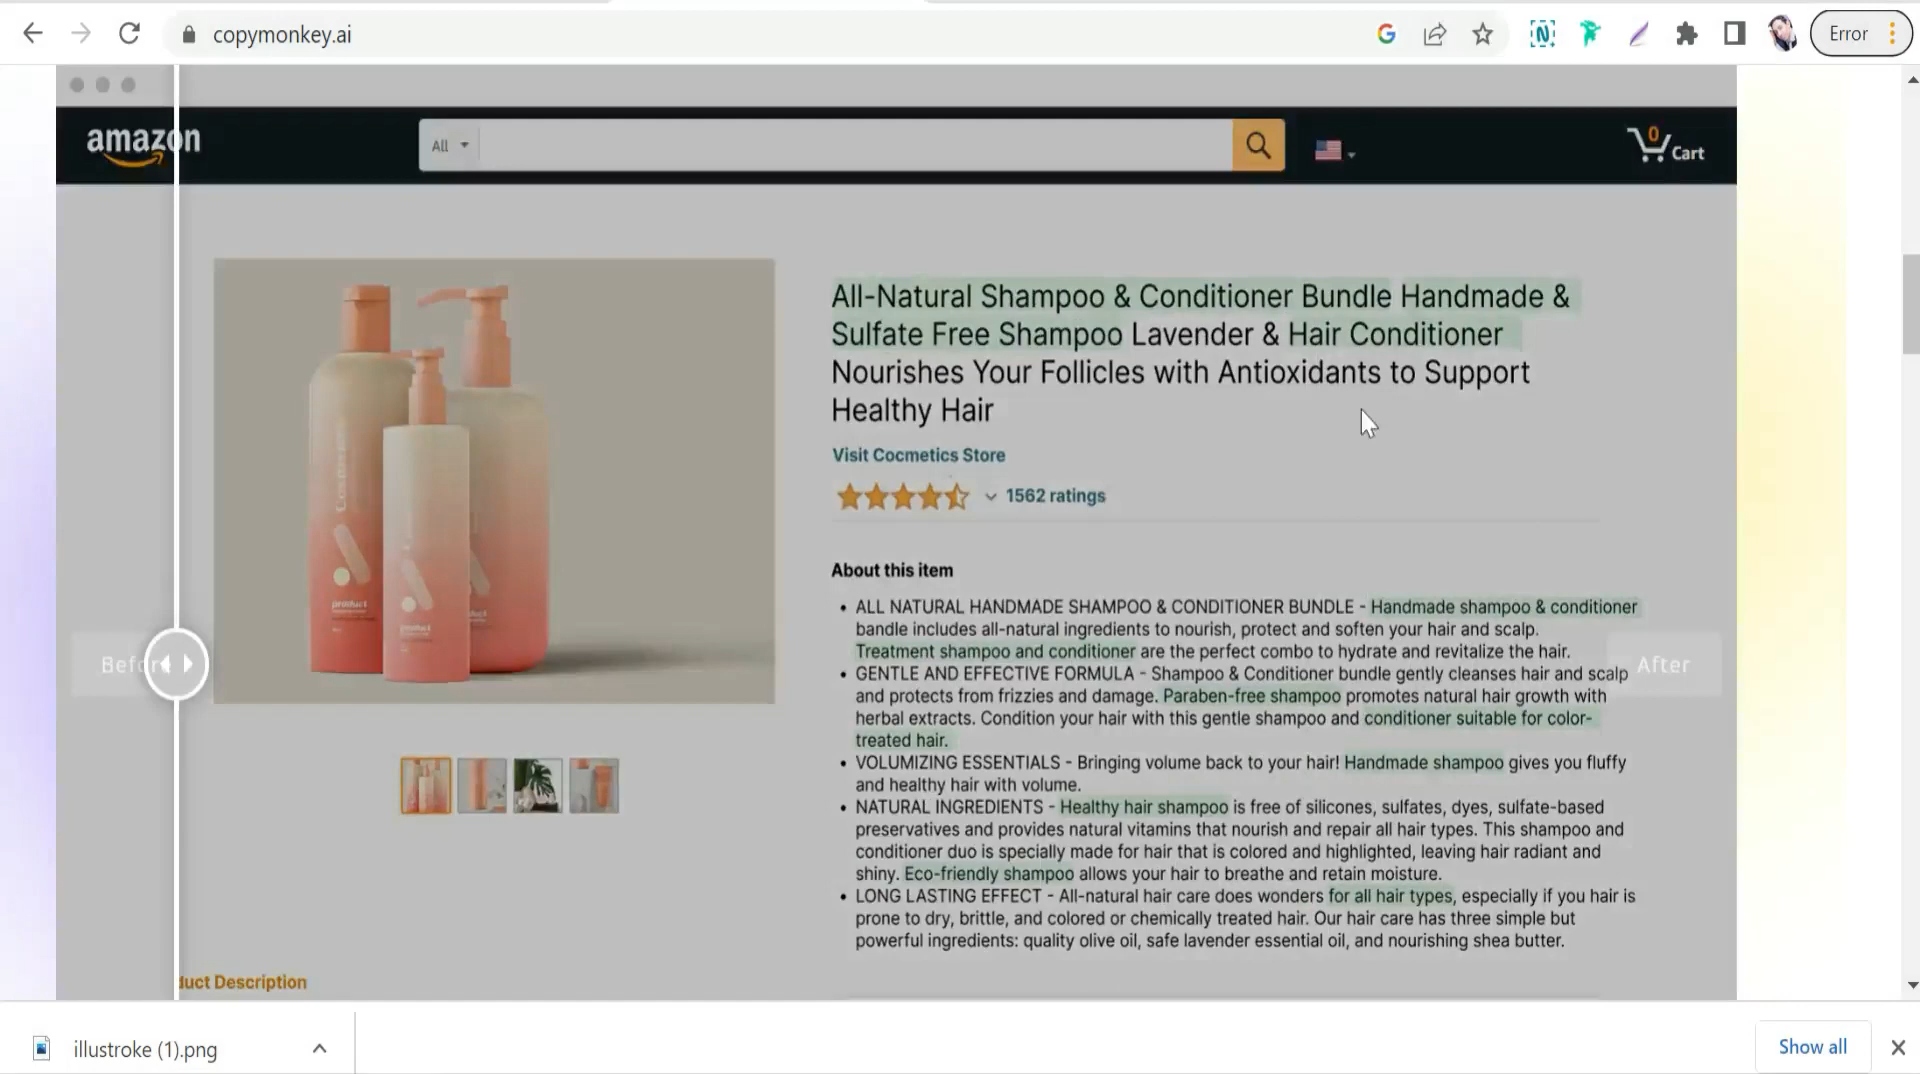 copymonkey.ai
Error
amazon
All
0
Cart
All-Natural Shampoo & Conditioner Bundle Handmade &
Sulfate Free Shampoo Lavender & Hair Conditioner
Nourishes Your Follicles with Antioxidants to Support
Healthy Hair
Visit Cocmetics Store
1562 ratings
About this item
• ALL NATURAL HANDMADE SHAMPOO & CONDITIONER BUNDLE - Handmade shampoo & conditioner
bandle includes all-natural ingredients to nourish, protect and soften your hair and scalp.
Treatment shampoo and conditioner are the perfect combo to hydrate and revitalize the hair.
• GENTLE AND EFFECTIVE FORMULA - Shampoo & Conditioner bundle gently cleanses hair and scalp
and protects from frizzies and damage. Paraben-free shampoo promotes natural hair growth with
herbal extracts. Condition your hair with this gentle shampoo and conditioner suitable for color-
treated hair.
• VOLUMIZING ESSENTIALS - Bringing volume back to your hair! Handmade shampoo gives you fluffy
and healthy hair with volume.
• NATURAL INGREDIENTS - Healthy hair shampoo is free of silicones, sulfates, dyes, sulfate-based
preservatives and provides natural vitamins that nourish and repair all hair types. This shampoo and
conditioner duo is specially made for hair that is colored and highlighted, leaving hair radiant and
shiny. Eco-friendly shampoo allows your hair to breathe and retain moisture.
• LONG LASTING EFFECT - All-natural hair care does wonders for all hair types, especially if you hair is
prone to dry, brittle, and colored or chemically treated hair. Our hair care has three simple but
powerful ingredients: quality olive oil, safe lavender essential oil, and nourishing shea butter.
product
product
Before
After
duct Description
illustroke (1).png
Show all